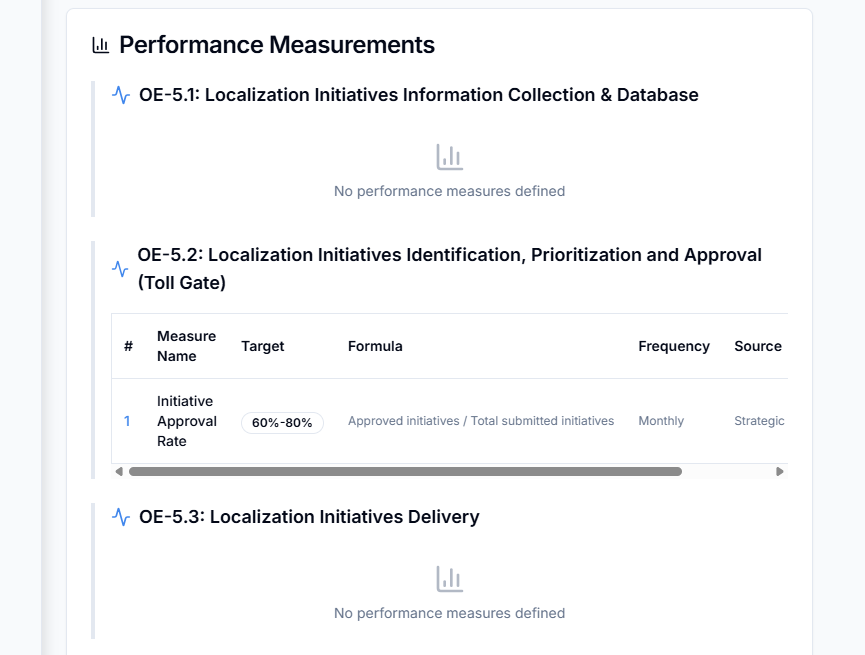 Performance Measurements
OE-5.1: Localization Initiatives Information Collection & Database
No performance measures defined
OE-5.2: Localization Initiatives Identification, Prioritization and Approval
(Toll Gate)
# Measure Name Target Formula Frequency Source
1 Initiative Approval Rate 60%-80% Approved initiatives / Total submitted initiatives Monthly Strategic
OE-5.3: Localization Initiatives Delivery
No performance measures defined